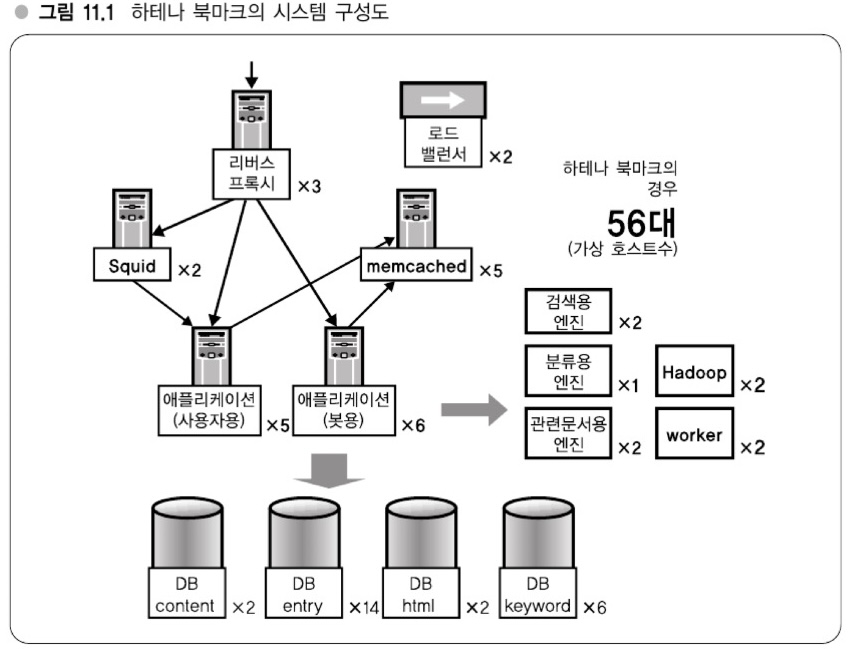 ● 그림 11.1 하테나 북마크의 시스템 구성도
리버스
프록시
×3
로드
밸런서
×2
하테나 북마크의
경우
56대
(가상 호스트수)
Squid
×2
memcached
×5
애플리케이션
(사용자용)
×5
애플리케이션
(봇용)
×6
검색용
엔진
×2
분류용
엔진
×1
Hadoop
×2
관련문서용
엔진
×2
worker
×2
DB
content
×2
DB
entry
×14
DB
html
×2
DB
keyword
×6